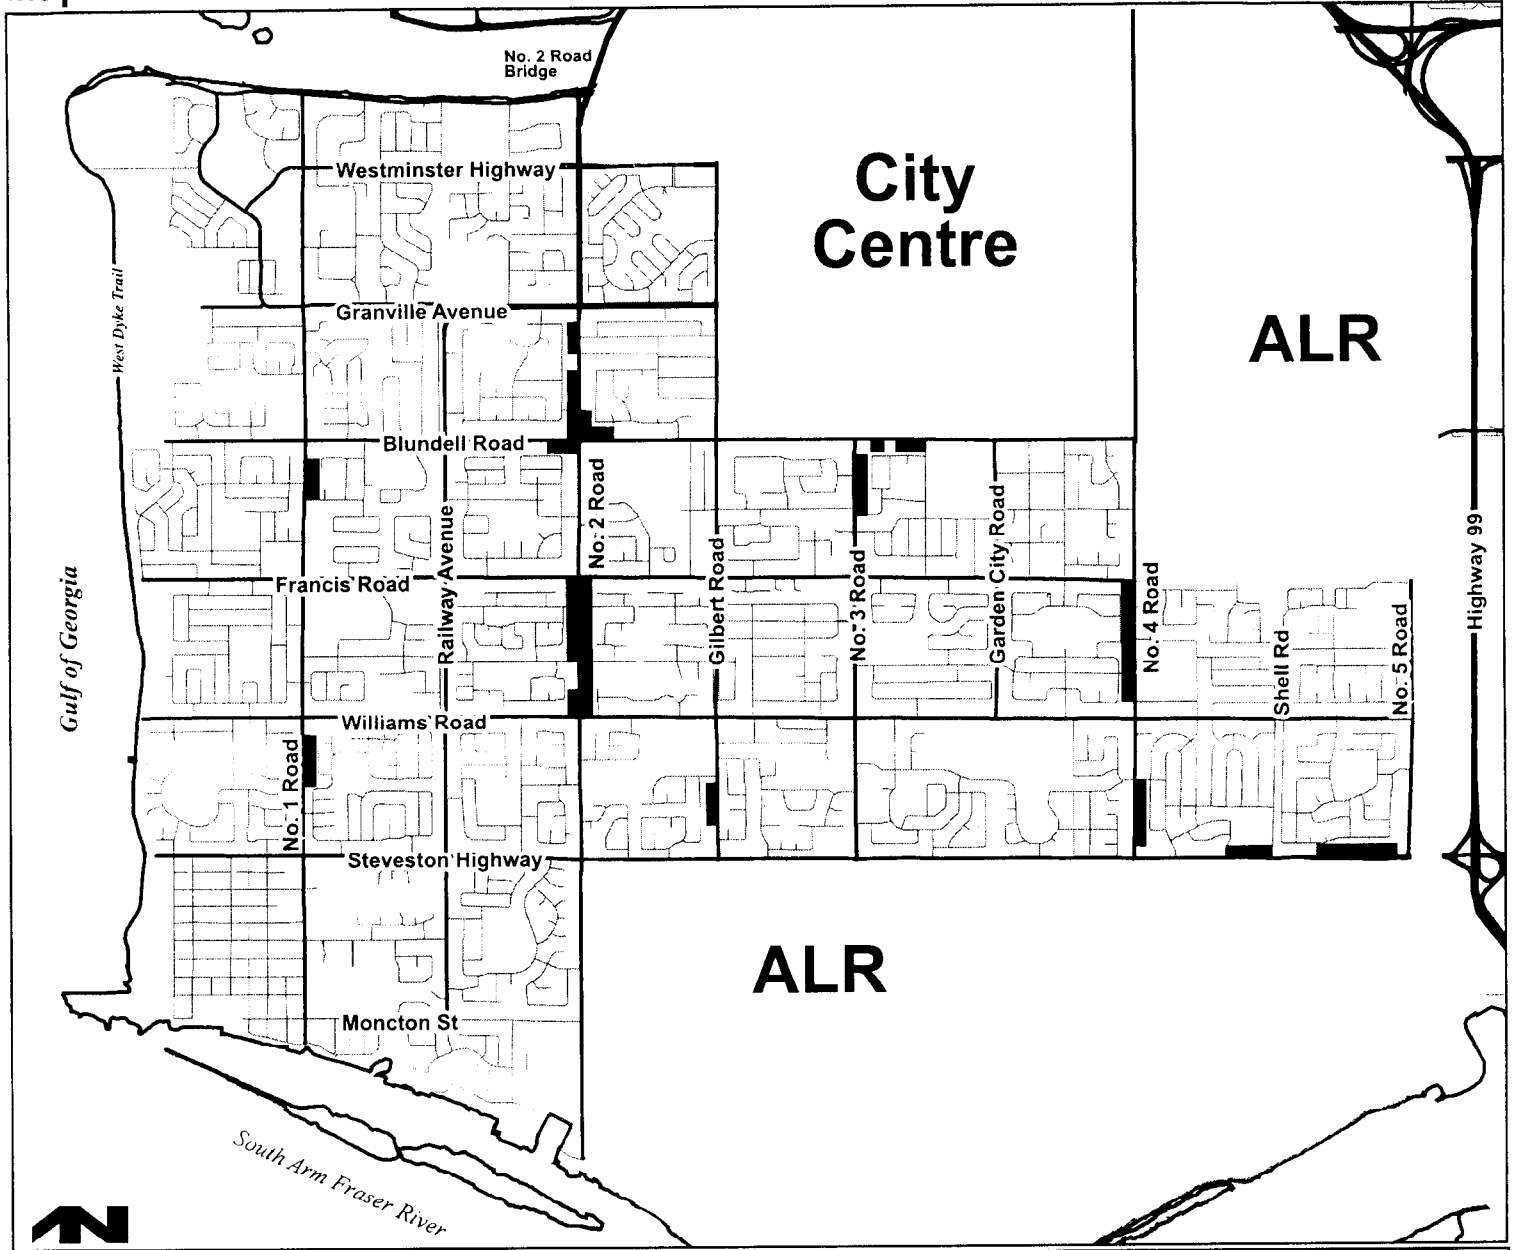 No. 2 Road
Bridge
City
Centre
Westminster Highway
West Dyke Trail
Granville Avenue
ALR
Blundell Road
No. 2 Road
Railway Avenue
Gilbert Road
No. 3 Road
Garden City Road
No. 4 Road
Shell Rd
No. 5 Road
Highway 99
Francis Road
Gulf of Georgia
Williams Road
No. 1 Road
Steveston Highway
ALR
Moncton St
South Arm Fraser River
N